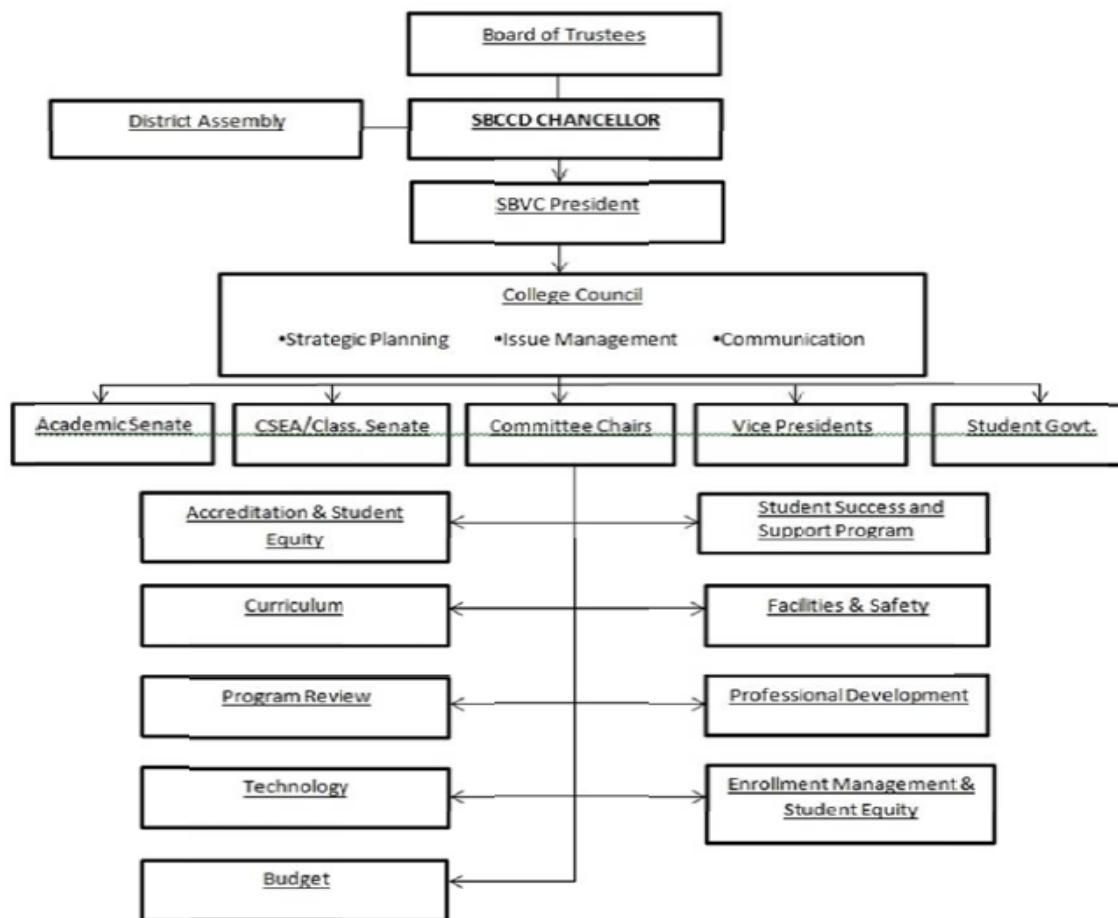 Board of Trustees
District Assembly
SBCCD CHANCELLOR
SBVC President
College Council
•Strategic Planning •Issue Management •Communication
Academic Senate
CSEA/Class. Senate
Committee Chairs
Vice Presidents
Student Govt.
Accreditation & Student
Equity
Student Success and
Support Program
Curriculum
Facilities & Safety
Program Review
Professional Development
Technology
Enrollment Management &
Student Equity
Budget